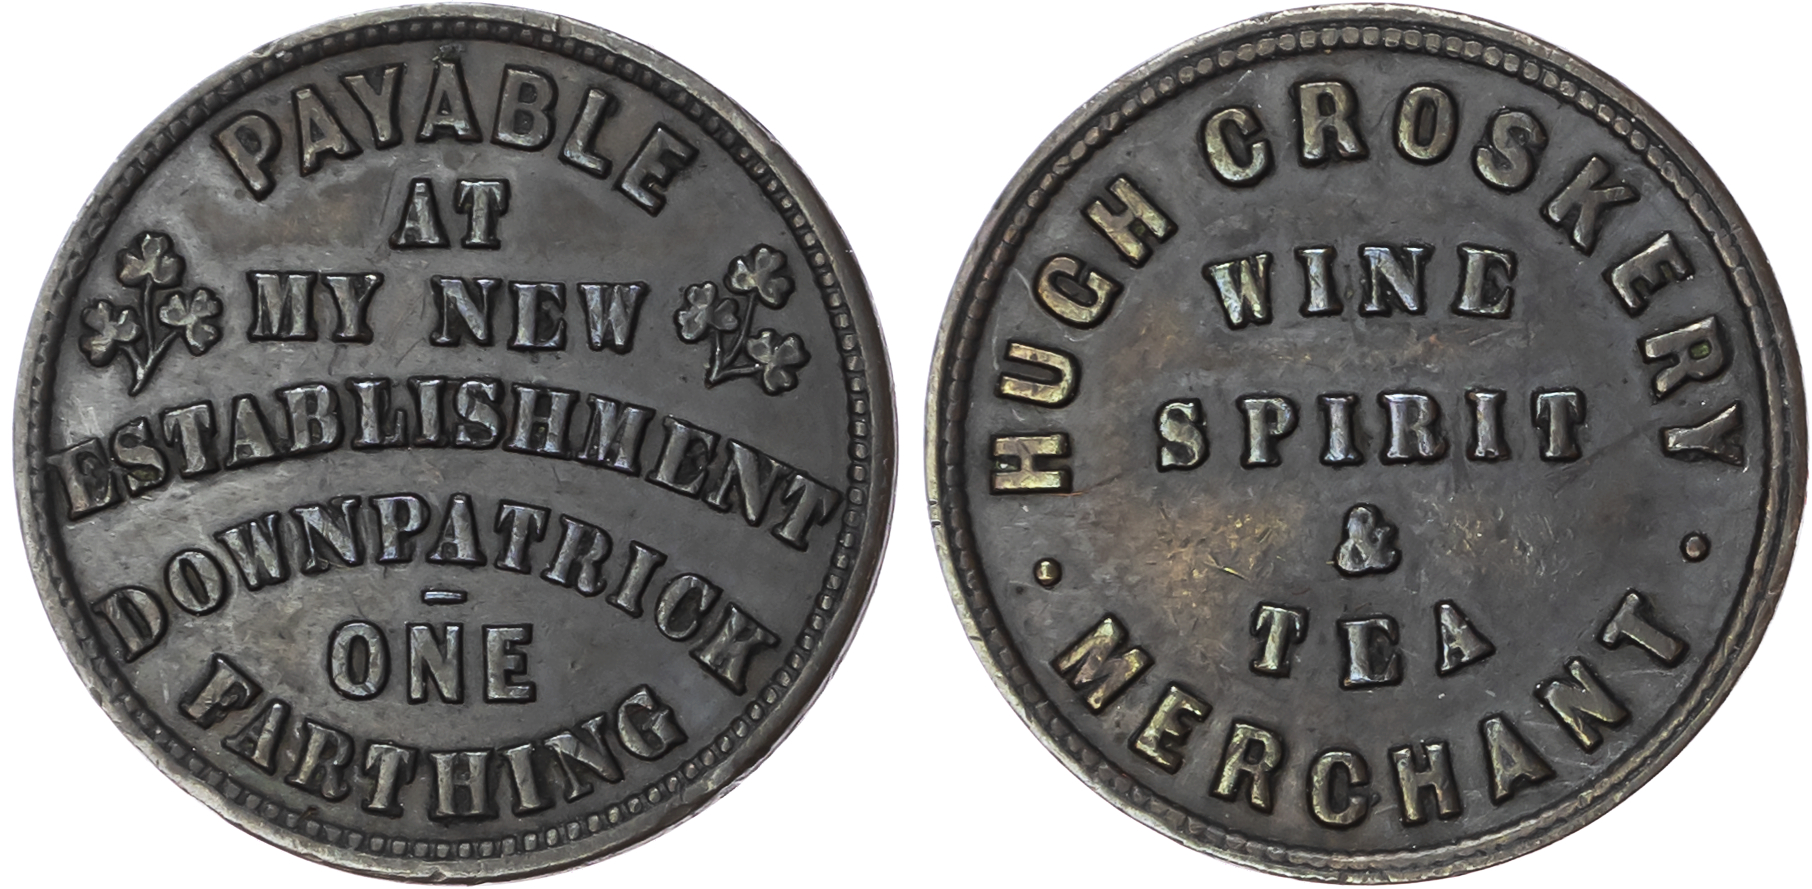 PAYABLE
AT
MY NEW
ESTABLISHMENT
DOWNPATRICK
-
ONE
FARTHING
HUGH CROSKERY
WINE
SPIRIT
&
TEA
· MERCHANT ·